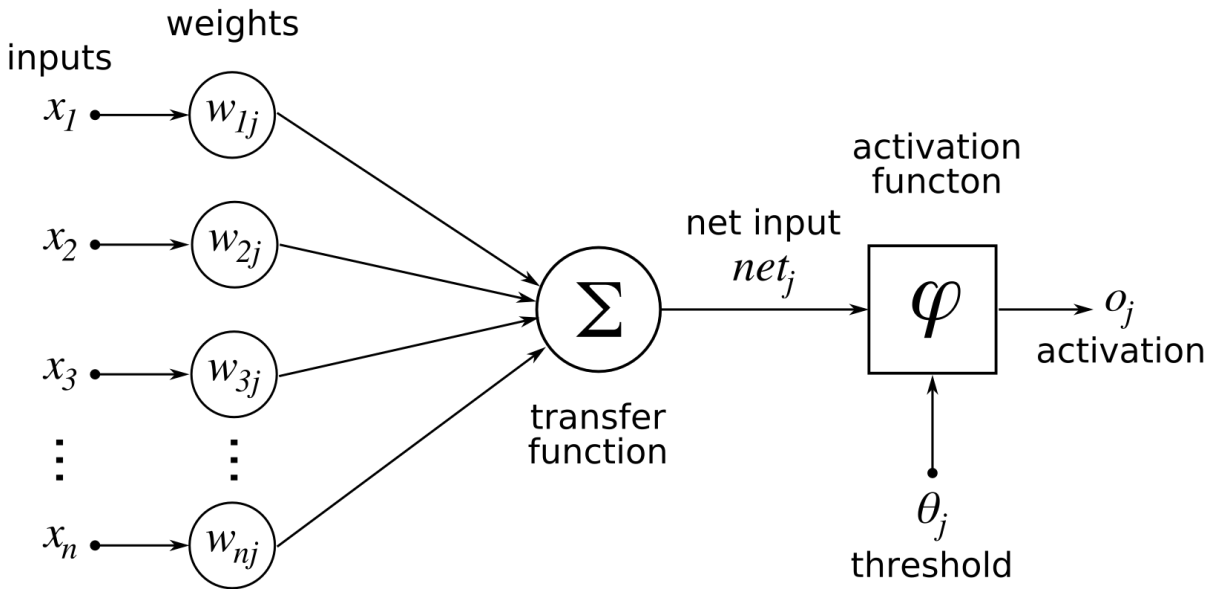 weights
inputs
x1
w1j
x2
w2j
x3
w3j
xn
wnj
Σ
transfer
function
net input
netj
activation
functon
φ
oj
activation
θj
threshold